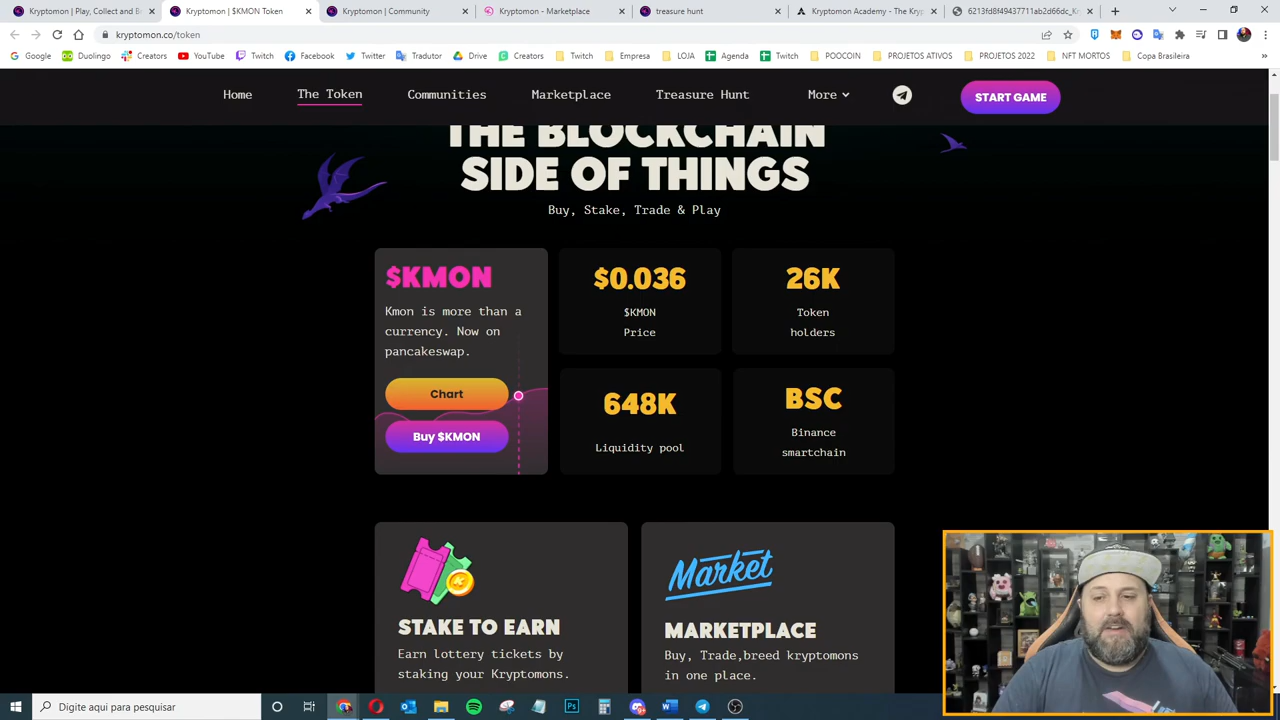 Kryptomon | Play, Collect and B
Kryptomon | $KMON Token
Kryptomon | Community
Kryptomon - Marketplace
treasure hunt
Kryptomon Academy - The Kry
6213fd8f49437711ab2d66dc_K
kryptomon.co/token
Google
Duolingo
Creators
YouTube
Twitch
Facebook
Twitter
Tradutor
Drive
Creators
Twitch
Empresa
LOJA
Agenda
Twitch
POOCOIN
PROJETOS ATIVOS
PROJETOS 2022
NFT MORTOS
Copa Brasileira
Home
The Token
Communities
Marketplace
Treasure Hunt
More
START GAME
THE BLOCKCHAIN
SIDE OF THINGS
Buy, Stake, Trade & Play
$KMON
Kmon is more than a
currency. Now on
pancakeswap.
Chart
Buy $KMON
$0.036
$KMON
Price
26K
Token
holders
648K
Liquidity pool
BSC
Binance
smartchain
STAKE TO EARN
Earn lottery tickets by
staking your Kryptomons.
Market
MARKETPLACE
Buy, Trade,breed kryptomons
in one place.
Digite aqui para pesquisar